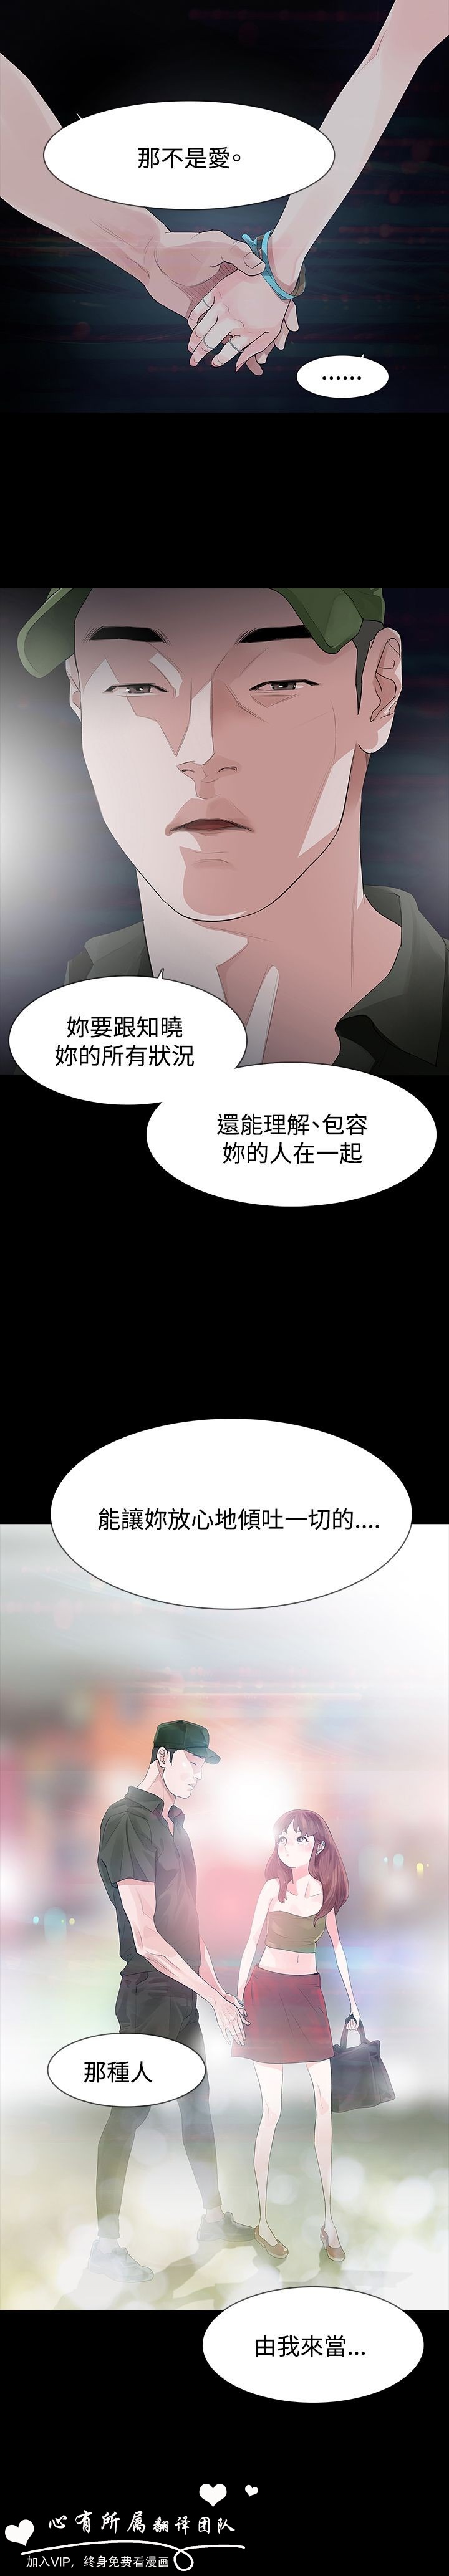 那不是愛。
......
妳要跟知曉
妳的所有狀況
還能理解、包容
妳的人在一起
能讓妳放心地傾吐一切的....
那種人
由我來當...
心有所属翻译团队
加入VIP，终身免费看漫画